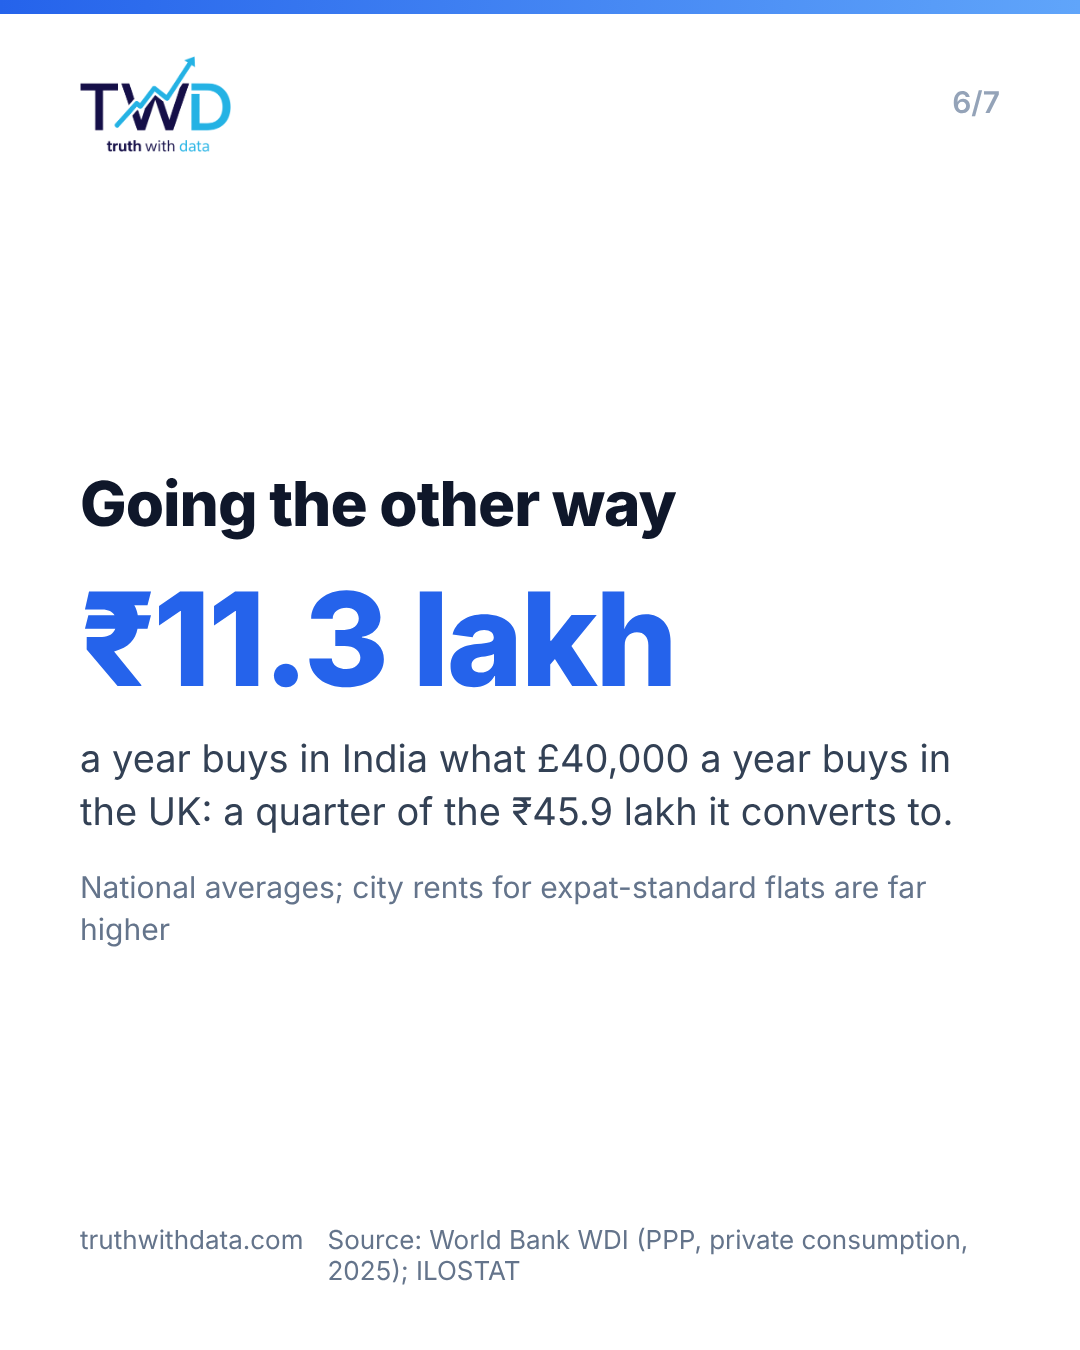 TWD
truth with data
6/7
Going the other way
₹11.3 lakh
a year buys in India what £40,000 a year buys in
the UK: a quarter of the ₹45.9 lakh it converts to.
National averages; city rents for expat-standard flats are far
higher
truthwithdata.com
Source: World Bank WDI (PPP, private consumption,
2025); ILOSTAT